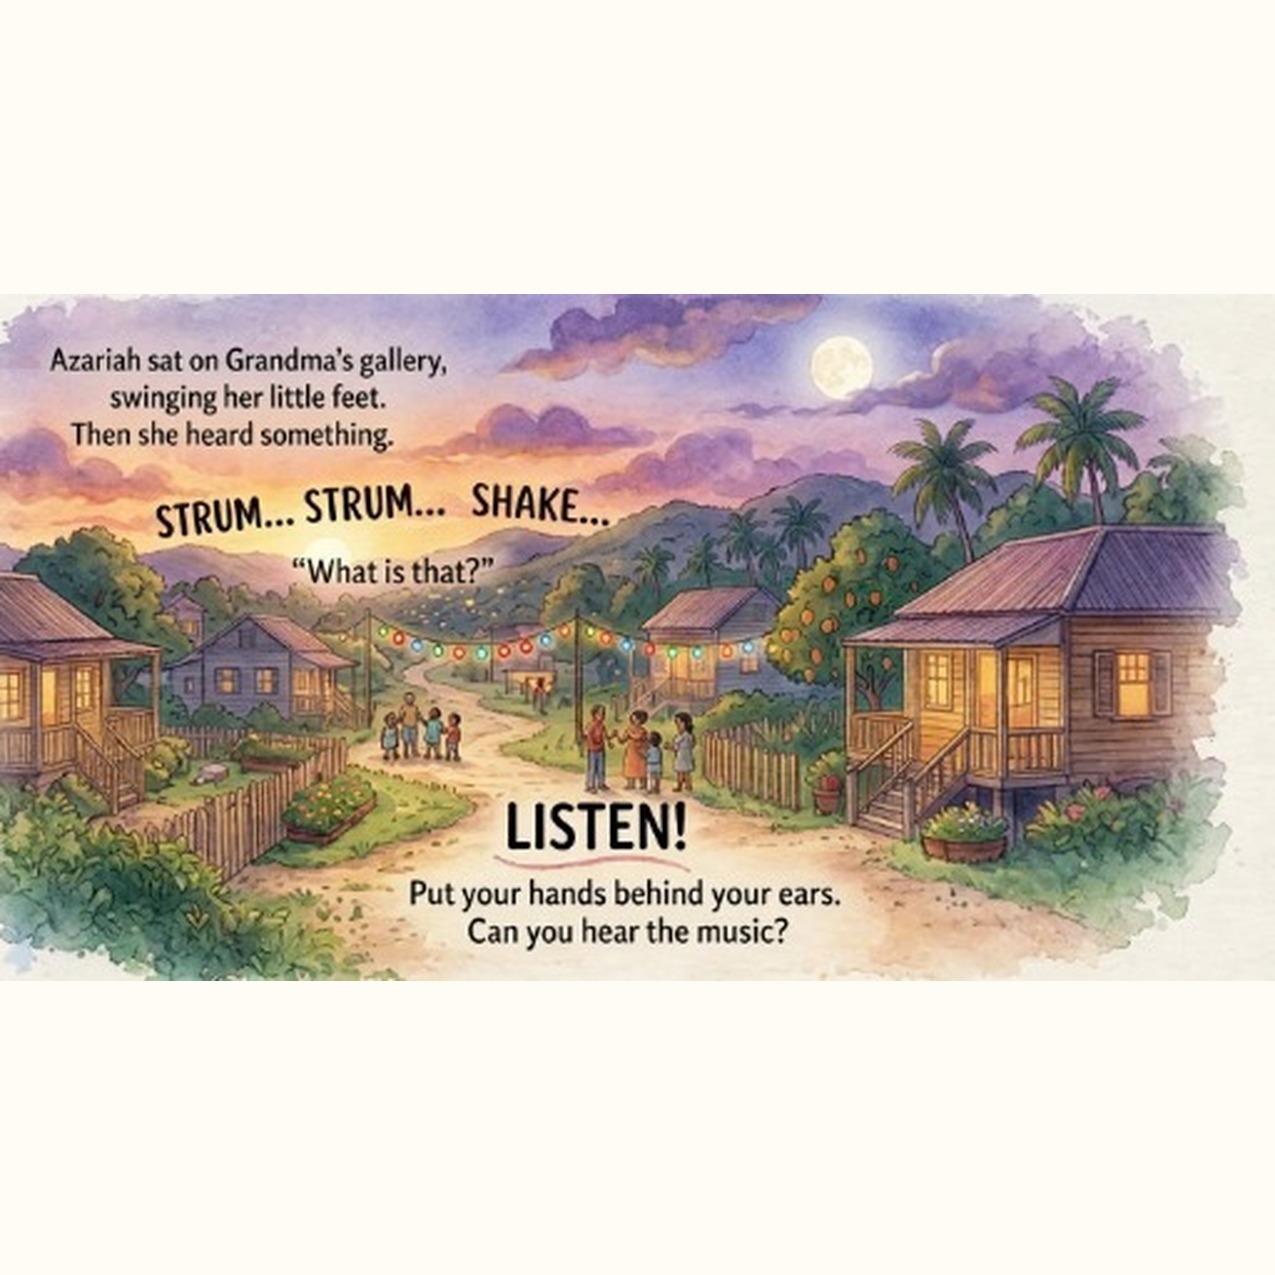 Azariah sat on Grandma's gallery,
swinging her little feet.
Then she heard something.
STRUM... STRUM... SHAKE...
“What is that?”
LISTEN!
Put your hands behind your ears.
Can you hear the music?